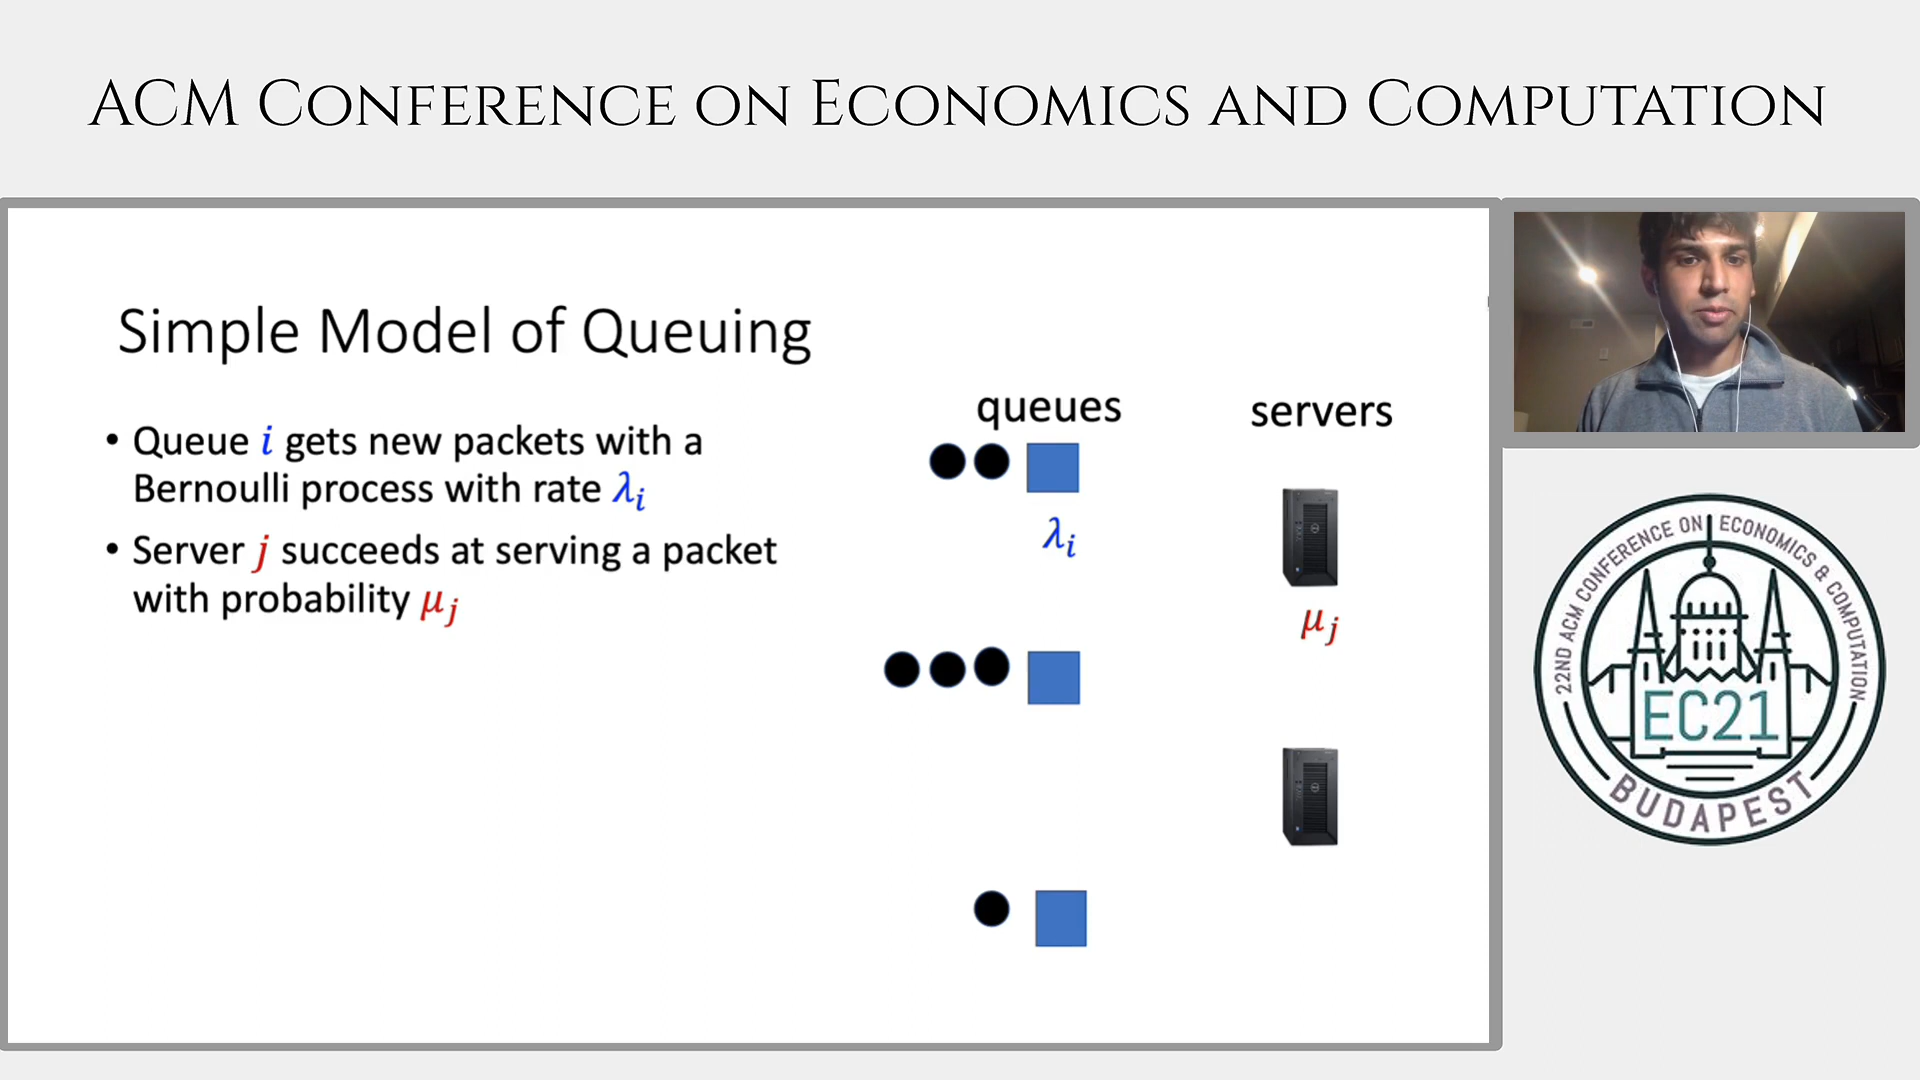 ACM Conference on Economics and Computation
Simple Model of Queuing
• Queue i gets new packets with a
Bernoulli process with rate λᵢ
• Server j succeeds at serving a packet
with probability μⱼ
queues
servers
λᵢ
μⱼ
22ND ACM CONFERENCE ON ECONOMICS & COMPUTATION
EC21
BUDAPEST